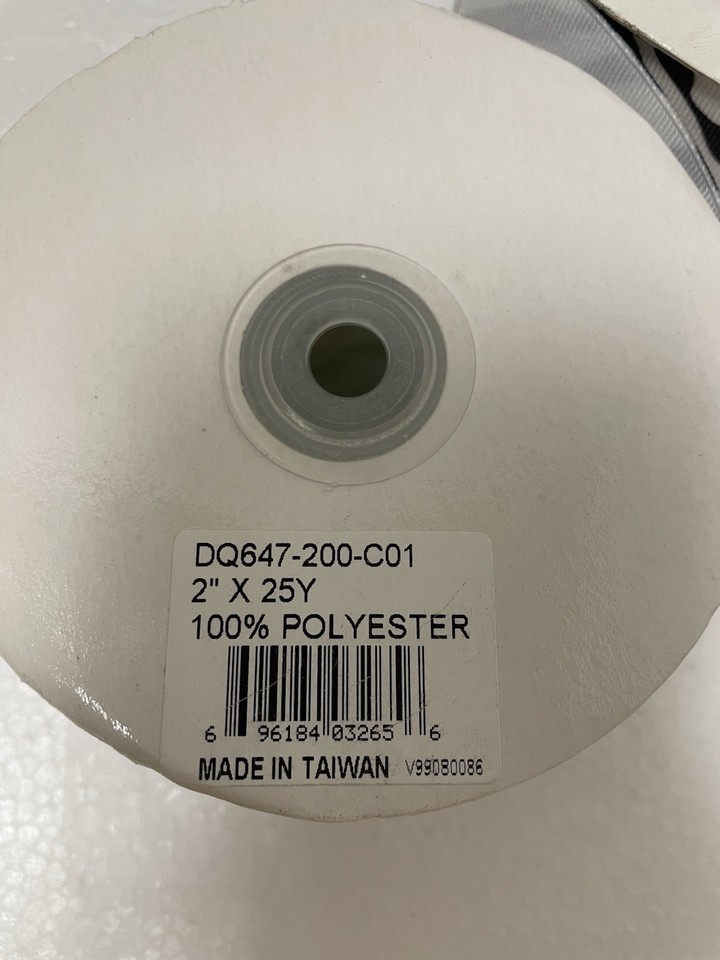 DQ647-200-C01
2" X 25Y
100% POLYESTER
6 96184 03265 6
MADE IN TAIWAN V99080086